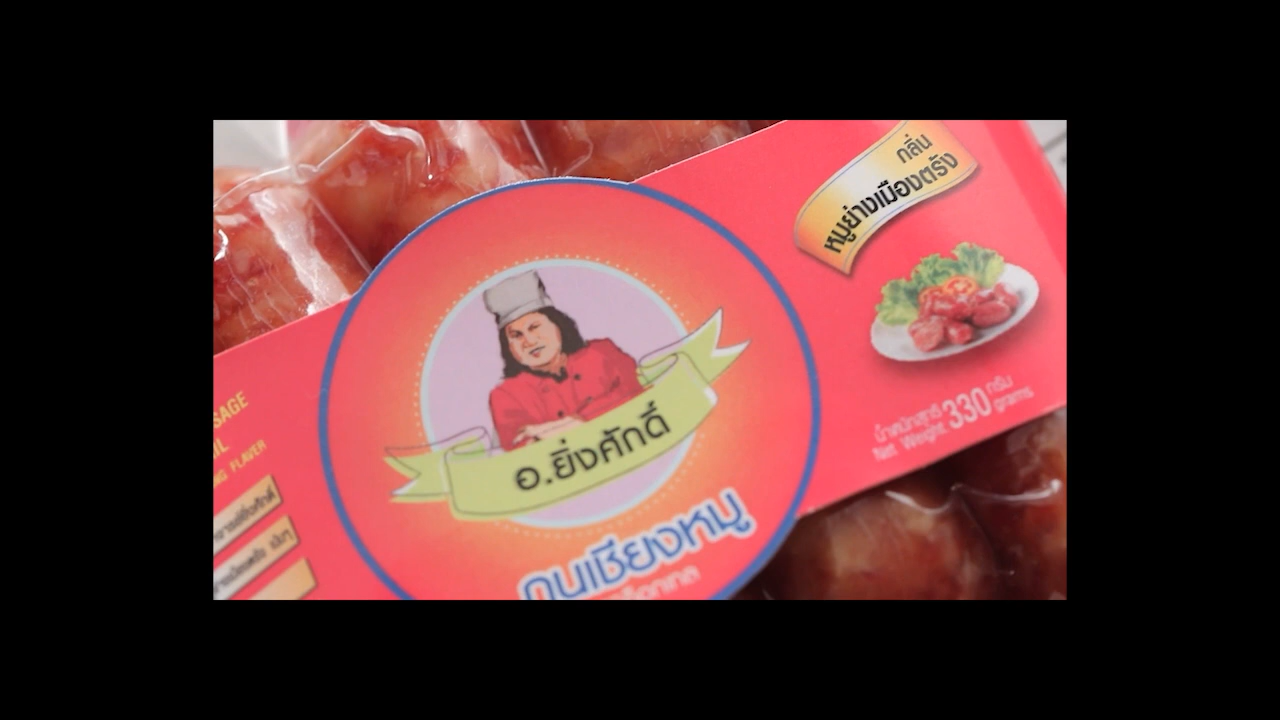 กลิ่น
หมูย่างเมืองตรัง
อ.ยิ่งศักดิ์
กุนเชียงหมู
น้ำหนักสุทธิ 330 กรัม
Net Weight grams
SAGE
IL
NG FLAVER